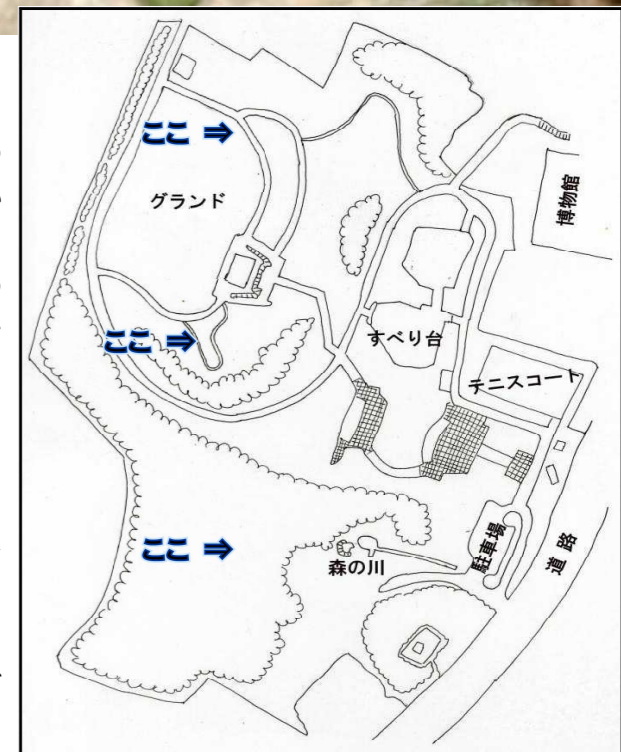 ここ ⇒
グランド
博物館
ここ ⇒
すべり台
テニスコート
ここ ⇒
森の川
駐車場
道路